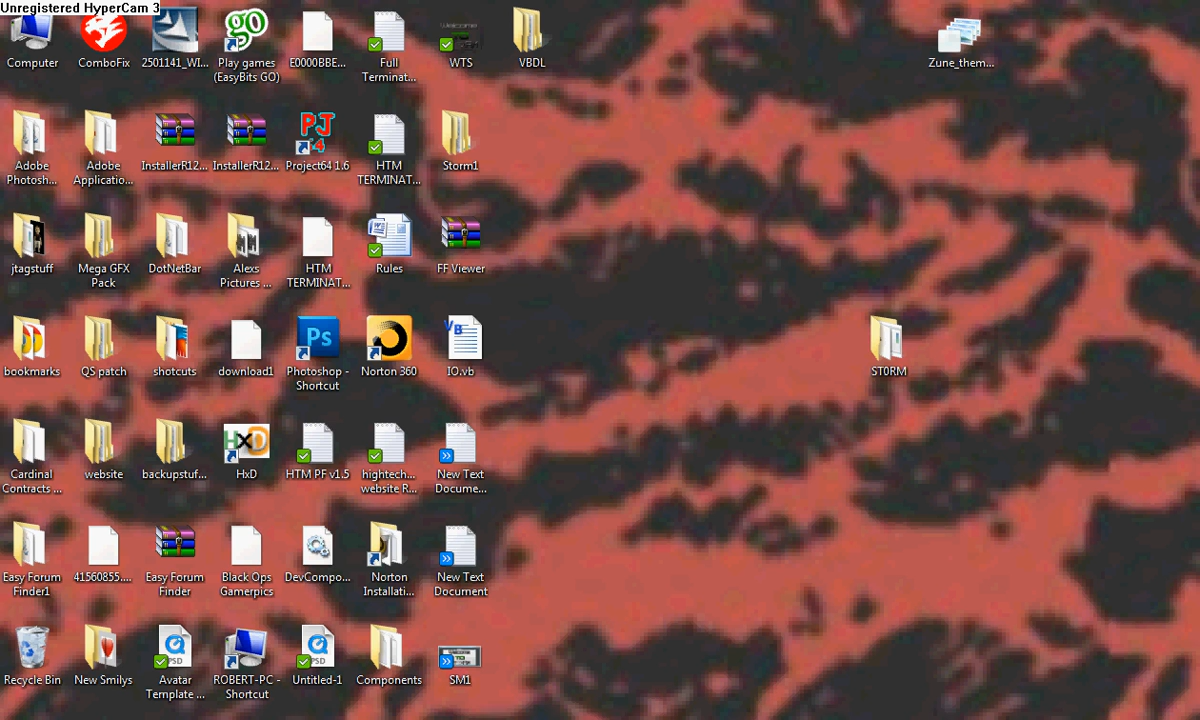 Unregistered HyperCam 3
Computer
ComboFix
2501141_WI...
Play games
(EasyBits GO)
E0000BBE...
Full
Terminat...
WTS
VBDL
Zune_them...
Adobe
Photosh...
Adobe
Applicatio...
InstallerR12...
InstallerR12...
Project64 1.6
HTM
TERMINAT...
Storm1
jtagstuff
Mega GFX
Pack
DotNetBar
Alexs
Pictures ...
HTM
TERMINAT...
Rules
FF Viewer
bookmarks
QS patch
shotcuts
download1
Ps
Photoshop -
Shortcut
Norton 360
VB
IO.vb
ST0RM
Cardinal
Contracts ...
website
backupstuf...
HxD
HxD
HTM PF v1.5
hightech...
website R...
New Text
Docume...
Easy Forum
Finder1
41560855....
Easy Forum
Finder
Black Ops
Gamerpics
DevCompo...
Norton
Installati...
New Text
Document
Recycle Bin
New Smilys
PSD
Avatar
Template ...
ROBERT-PC -
Shortcut
PSD
Untitled-1
Components
SM1